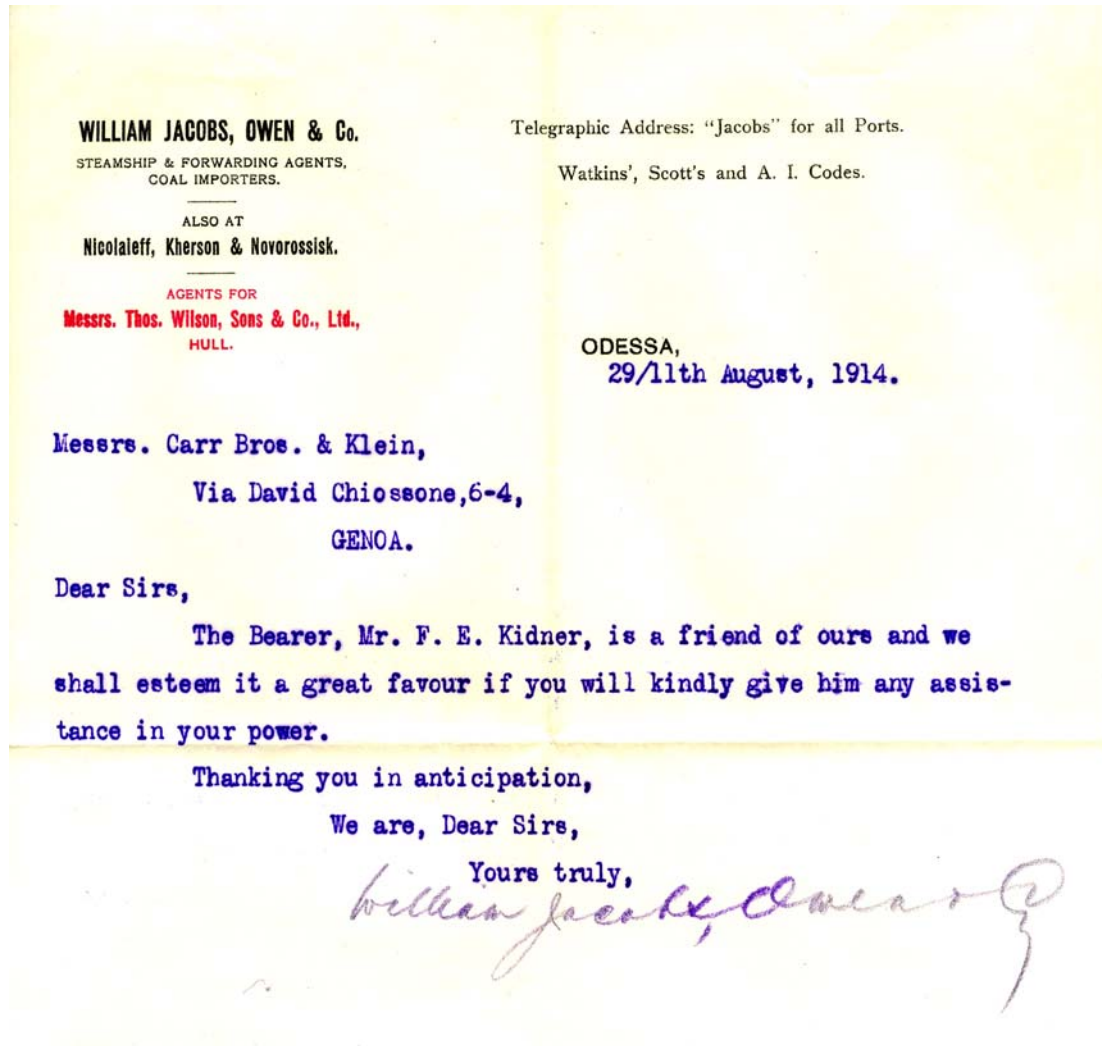 WILLIAM JACOBS, OWEN & Co.
STEAMSHIP & FORWARDING AGENTS,
COAL IMPORTERS.
ALSO AT
Nicolaieff, Kherson & Novorossisk.
AGENTS FOR
Messrs. Thos. Wilson, Sons & Co., Ltd.,
HULL.
Telegraphic Address: "Jacobs" for all Ports.
Watkins', Scott's and A. I. Codes.
ODESSA,
29/11th August, 1914.
Messrs. Carr Bros. & Klein,
Via David Chiossone,6-4,
GENOA.
Dear Sirs,
The Bearer, Mr. F. E. Kidner, is a friend of ours and we
shall esteem it a great favour if you will kindly give him any assis-
tance in your power.
Thanking you in anticipation,
We are, Dear Sirs,
Yours truly,
William Jacobs, Owen & Co